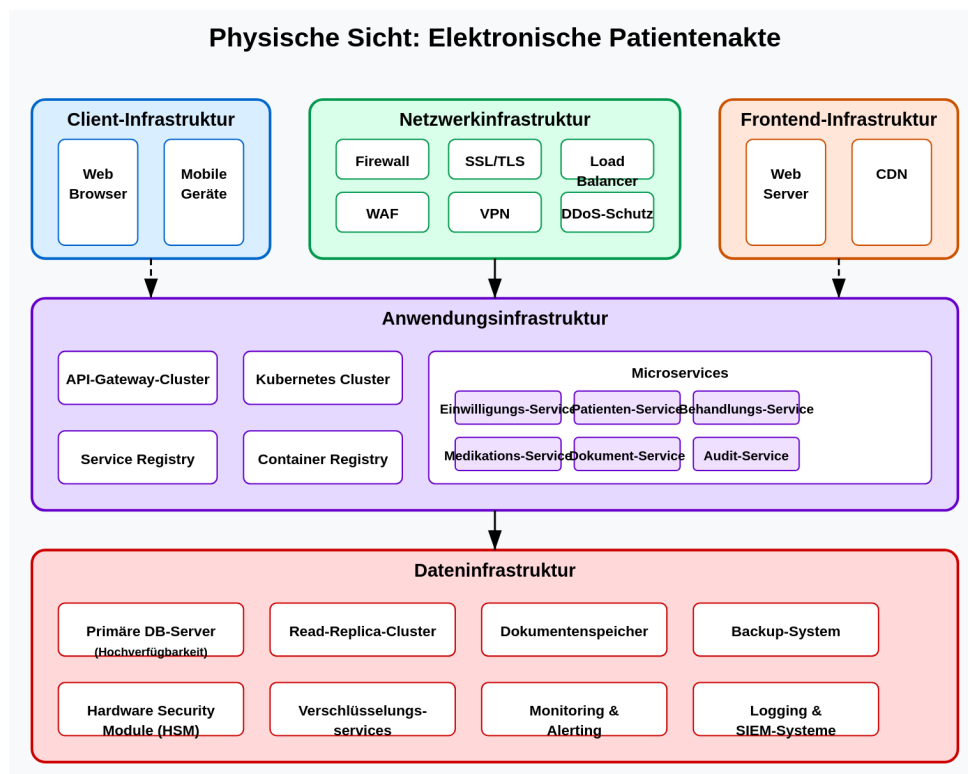 Physische Sicht: Elektronische Patientenakte
Client-Infrastruktur
Web
Browser
Mobile
Geräte
Netzwerkinfrastruktur
Firewall
SSL/TLS
Load
Balancer
WAF
VPN
DDoS-Schutz
Frontend-Infrastruktur
Web
Server
CDN
Anwendungsinfrastruktur
API-Gateway-Cluster
Kubernetes Cluster
Service Registry
Container Registry
Microservices
Einwilligungs-Service
Patienten-Service
Behandlungs-Service
Medikations-Service
Dokument-Service
Audit-Service
Dateninfrastruktur
Primäre DB-Server
(Hochverfügbarkeit)
Read-Replica-Cluster
Dokumentenspeicher
Backup-System
Hardware Security
Module (HSM)
Verschlüsselungs-
services
Monitoring &
Alerting
Logging &
SIEM-Systeme